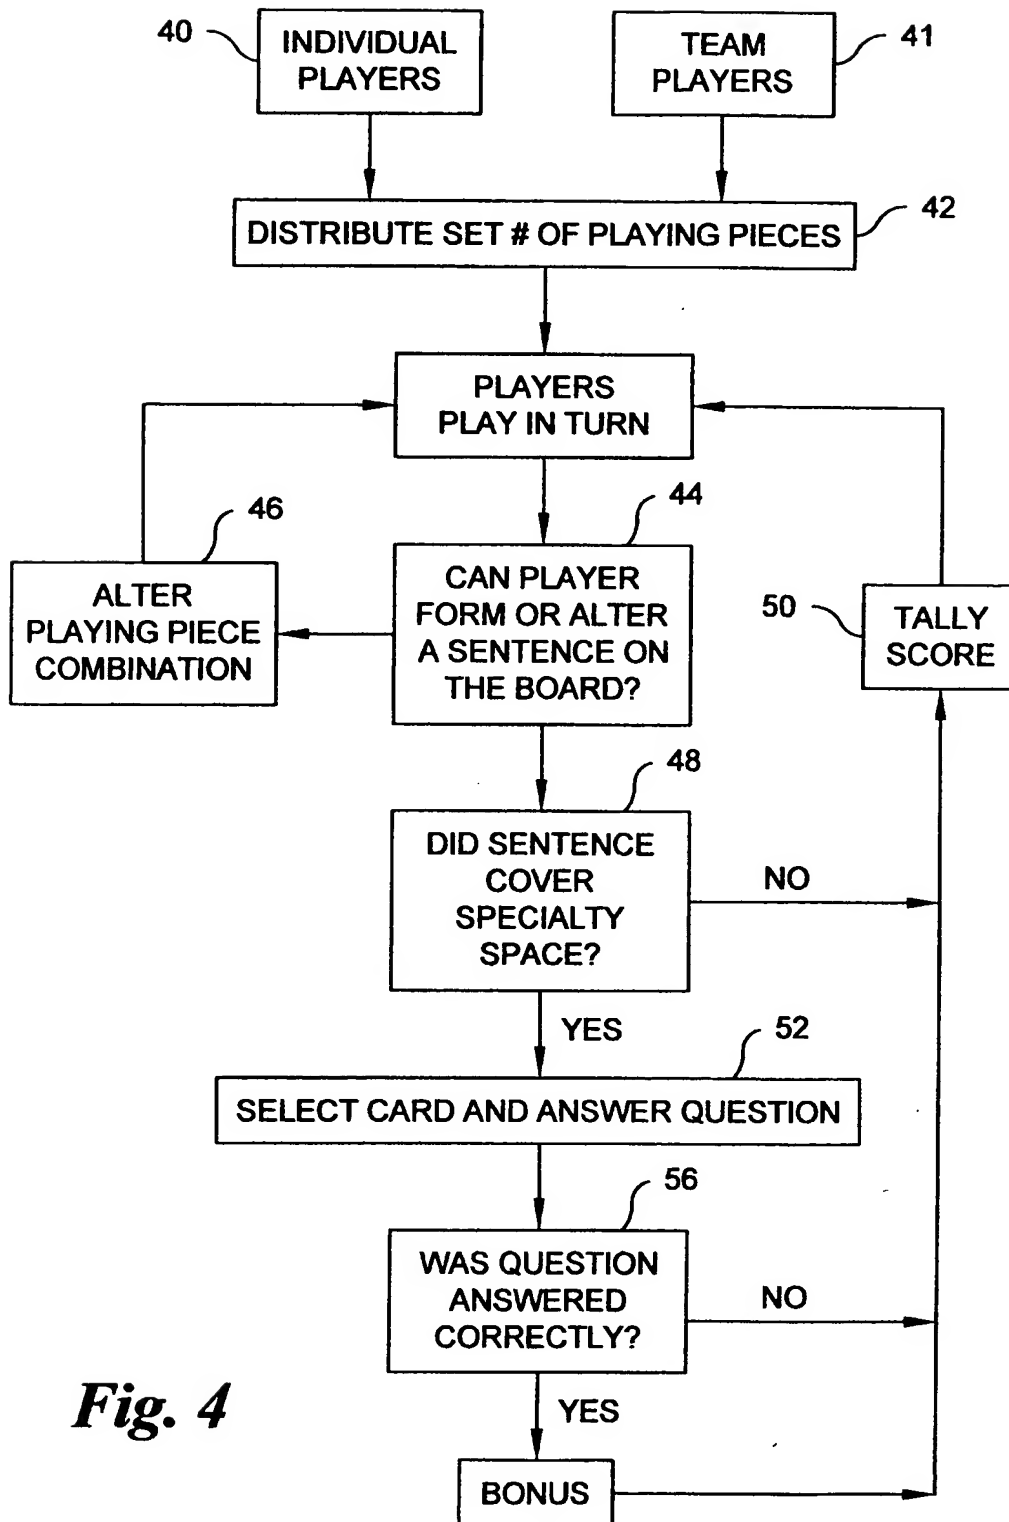 40
INDIVIDUAL
PLAYERS
TEAM
PLAYERS
41
DISTRIBUTE SET # OF PLAYING PIECES
42
PLAYERS
PLAY IN TURN
46
44
ALTER
PLAYING PIECE
COMBINATION
CAN PLAYER
FORM OR ALTER
A SENTENCE ON
THE BOARD?
50
TALLY
SCORE
48
DID SENTENCE
COVER
SPECIALTY
SPACE?
NO
YES
52
SELECT CARD AND ANSWER QUESTION
56
WAS QUESTION
ANSWERED
CORRECTLY?
NO
YES
Fig. 4
BONUS